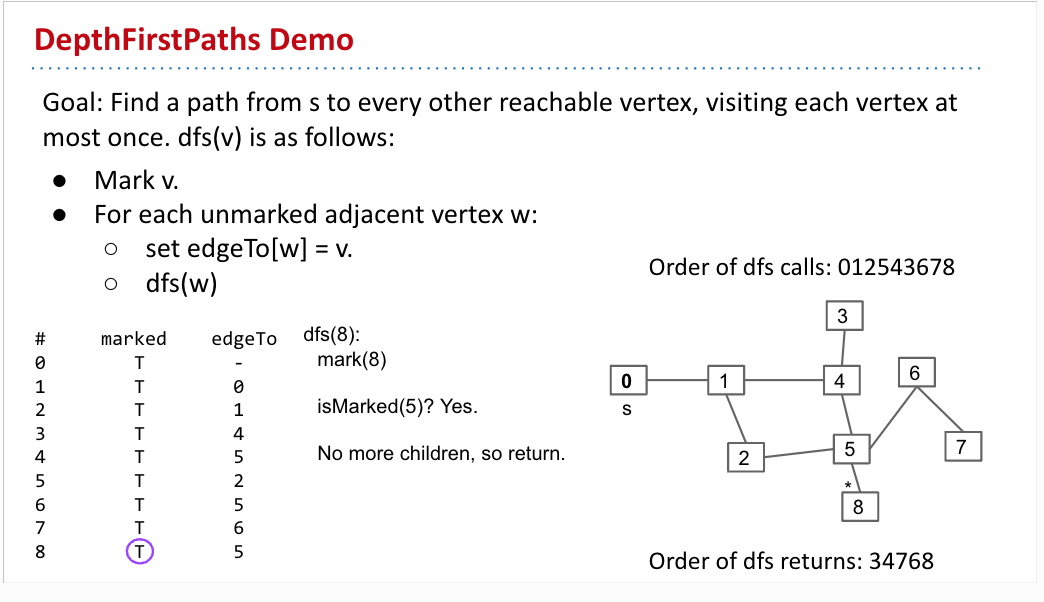 DepthFirstPaths Demo
Goal: Find a path from s to every other reachable vertex, visiting each vertex at
most once. dfs(v) is as follows:
● Mark v.
● For each unmarked adjacent vertex w:
○ set edgeTo[w] = v.
○ dfs(w)
# marked edgeTo
0 T -
1 T 0
2 T 1
3 T 4
4 T 5
5 T 2
6 T 5
7 T 6
8 T 5
dfs(8):
mark(8)
isMarked(5)? Yes.
No more children, so return.
Order of dfs calls: 012543678
3
0
1
4
6
s
2
5
7
*
8
Order of dfs returns: 34768